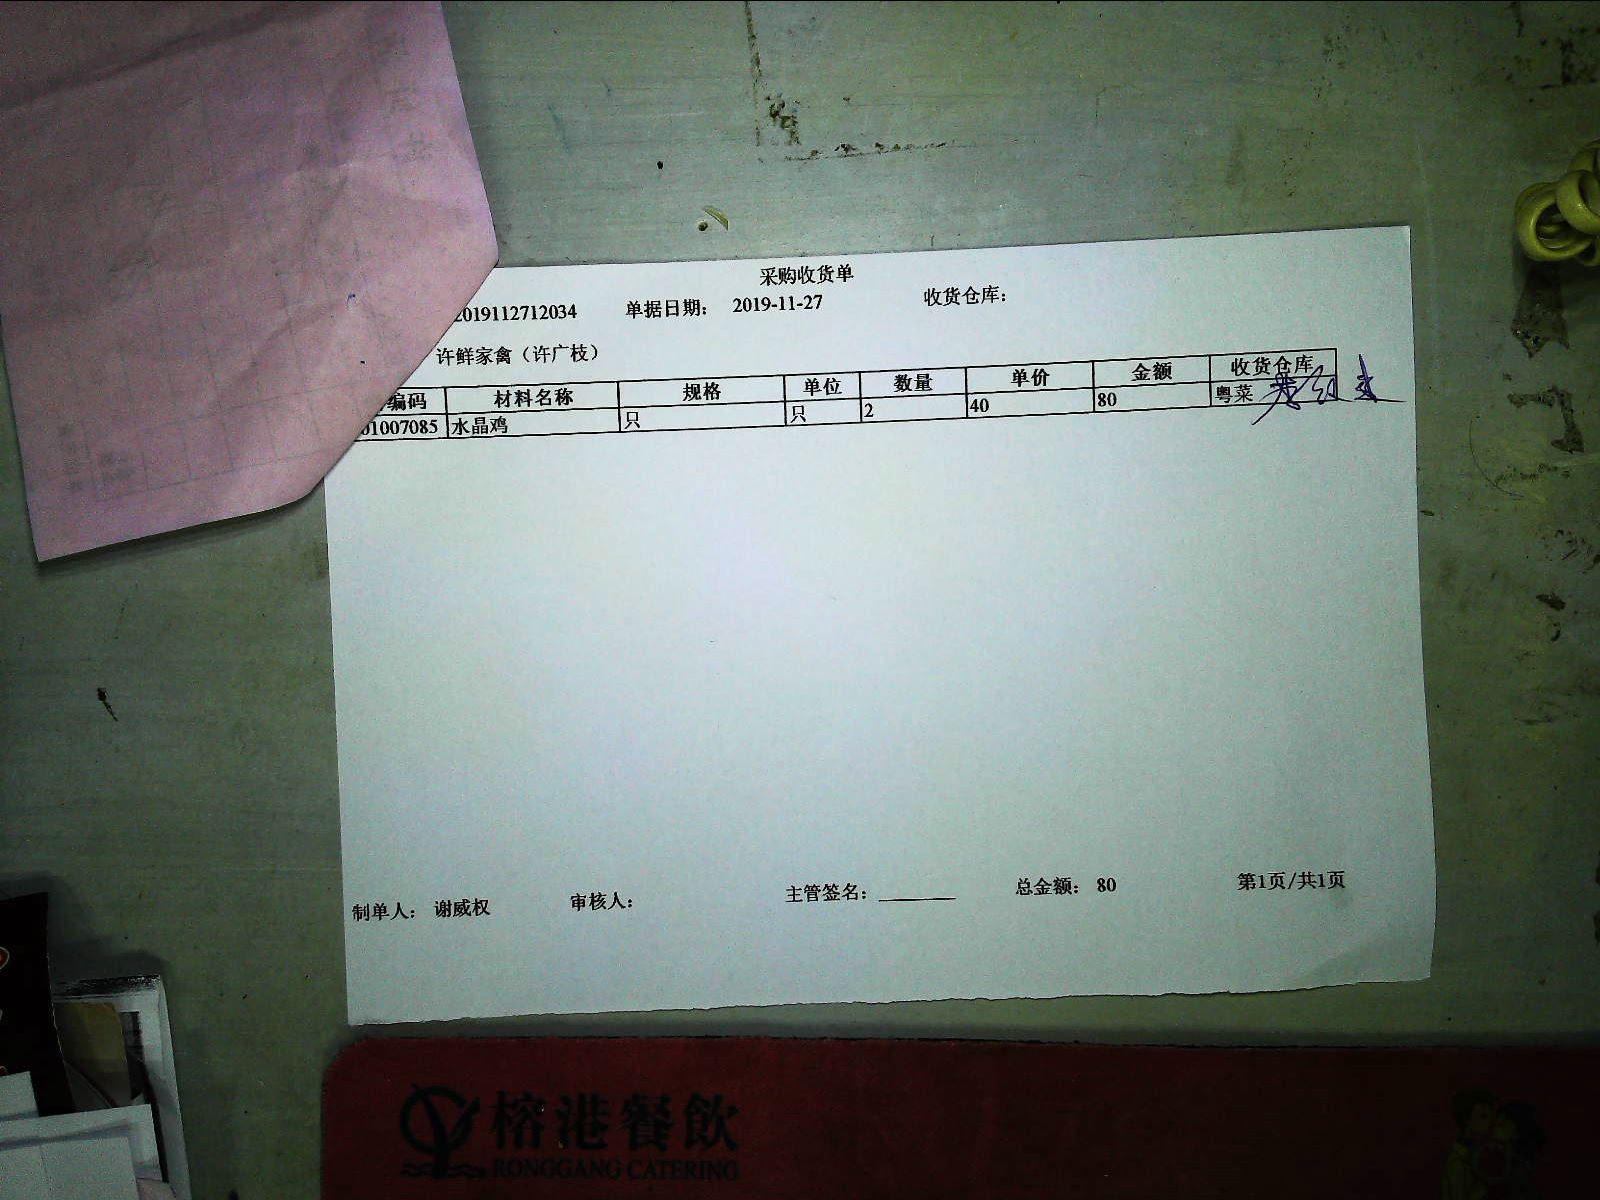 采购收货单
2019112712034 单据日期: 2019-11-27 收货仓库:
许鲜家禽（许广枝）
编码 材料名称 规格 单位 数量 单价 金额 收货仓库
01007085 水晶鸡 只 只 2 40 80 粤菜
制单人: 谢威权 审核人: 主管签名: 总金额: 80 第1页/共1页
榕港餐飲
RONGGANG CATERING